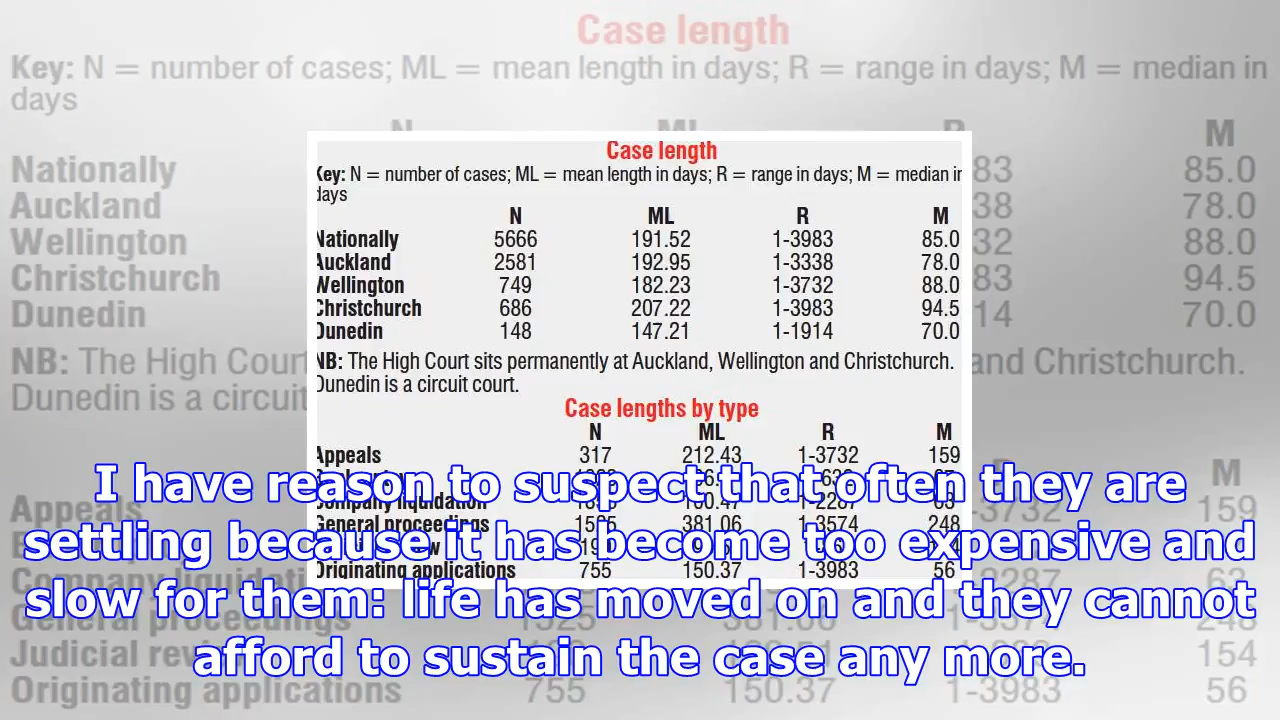 Case length
Key: N = number of cases; ML = mean length in days; R = range in days; M = median in
days
N ML R M
Nationally 5666 191.52 1-3983 85.0
Auckland 2581 192.95 1-3338 78.0
Wellington 749 182.23 1-3732 88.0
Christchurch 686 207.22 1-3983 94.5
Dunedin 148 147.21 1-1914 70.0
NB: The High Court sits permanently at Auckland, Wellington and Christchurch.
Dunedin is a circuit court.
Case lengths by type
N ML R M
Appeals 317 212.43 1-3732 159
Company liquidation 1-2287 63
General proceedings 381.06 1-3574 248
Judicial review 154
Originating applications 755 150.37 1-3983 56
I have reason to suspect that often they are
settling because it has become too expensive and
slow for them: life has moved on and they cannot
afford to sustain the case any more.